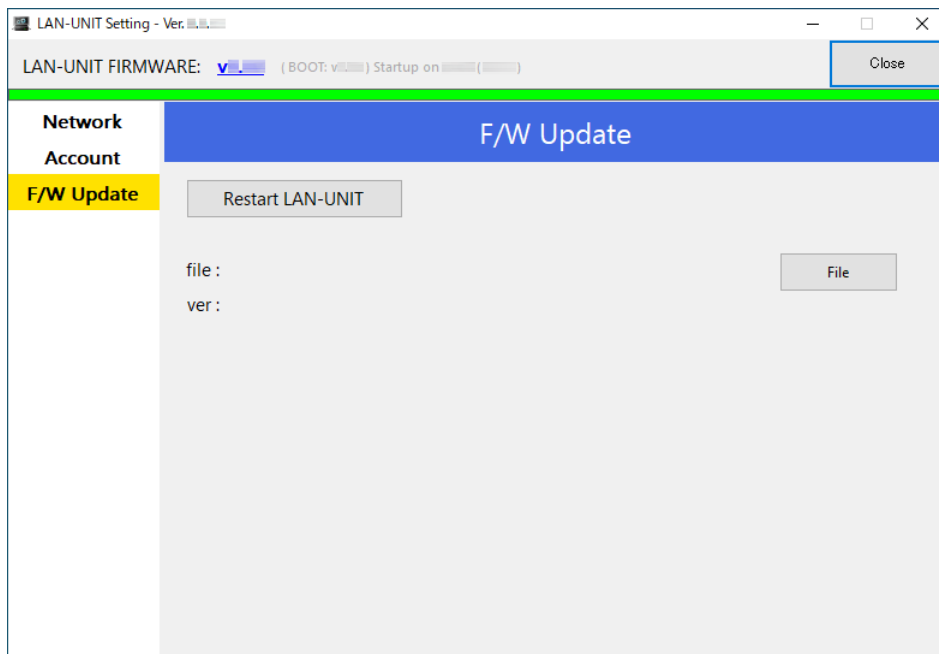 LAN-UNIT Setting - Ver.
LAN-UNIT FIRMWARE: v (BOOT: v ) Startup on ( )
Close
Network
Account
F/W Update
F/W Update
Restart LAN-UNIT
file :
File
ver :